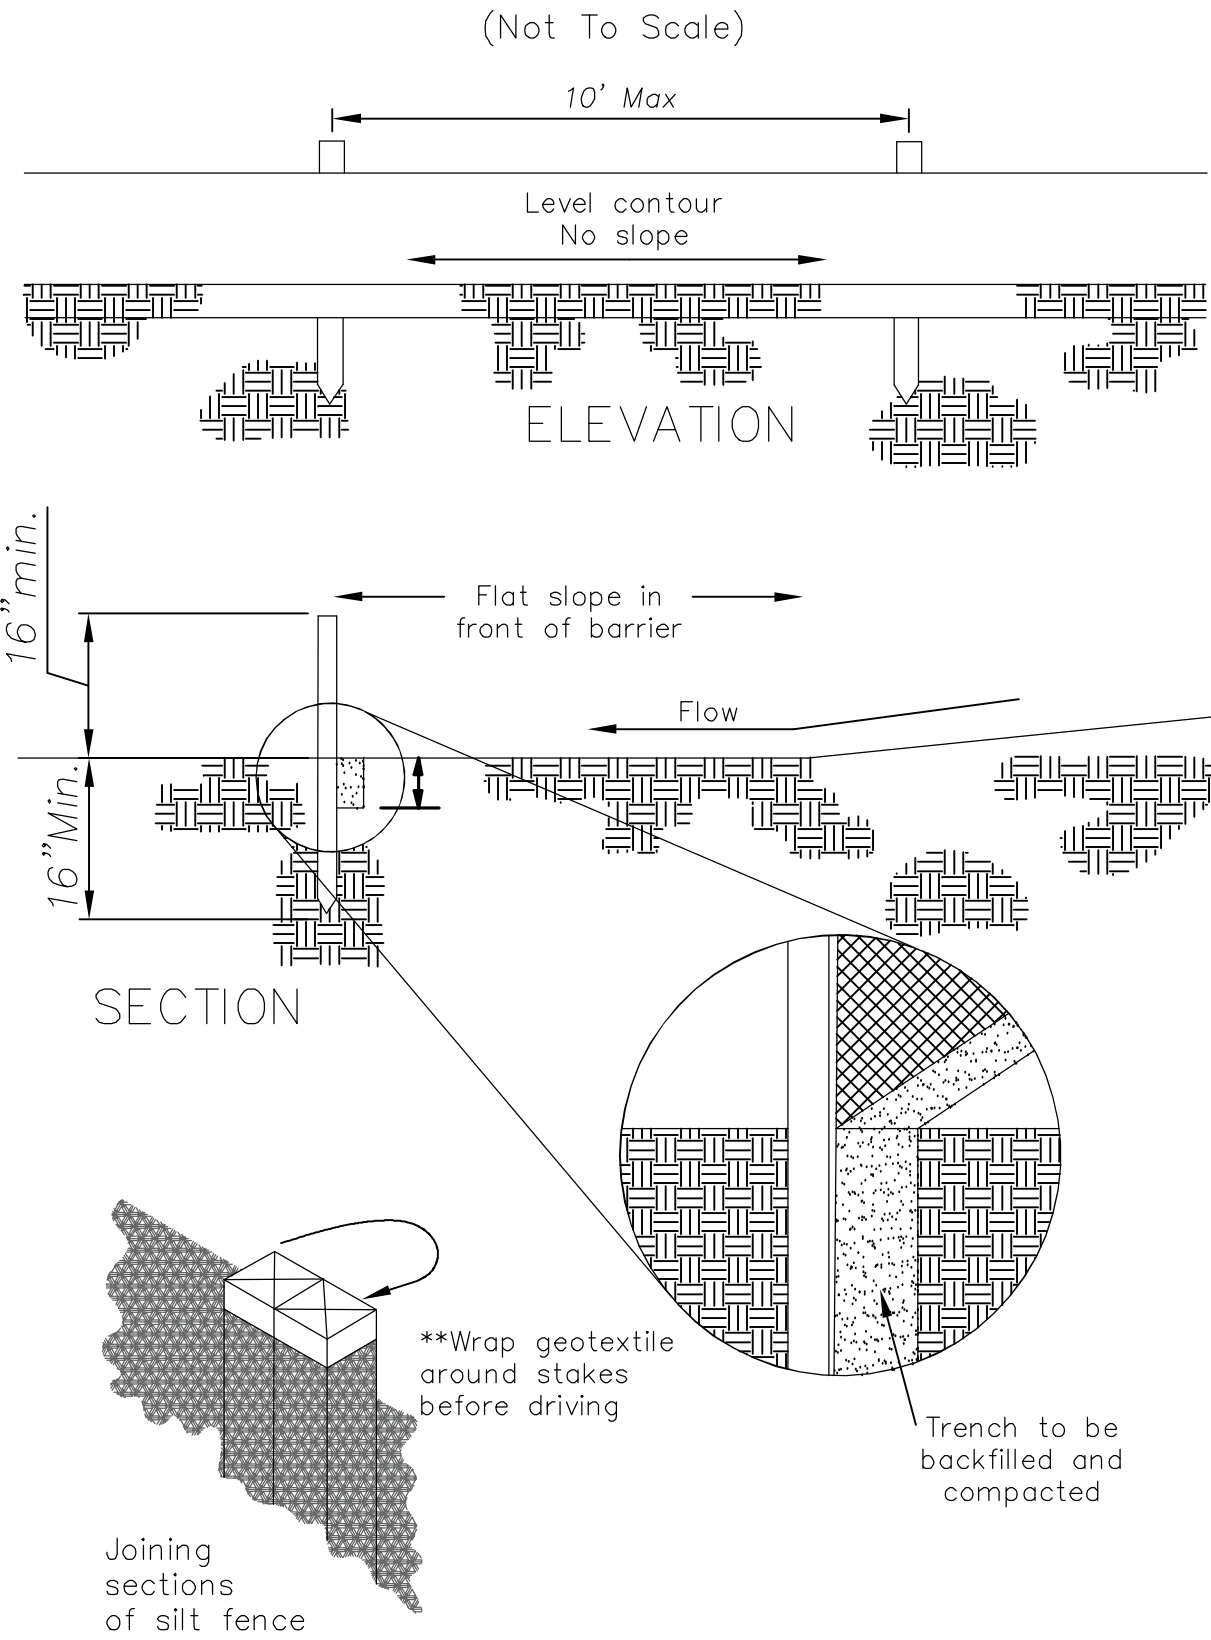 (Not To Scale)
10' Max
Level contour
No slope
ELEVATION
16" min.
Flat slope in
front of barrier
Flow
16" Min.
SECTION
**Wrap geotextile
around stakes
before driving
Trench to be
backfilled and
compacted
Joining
sections
of silt fence